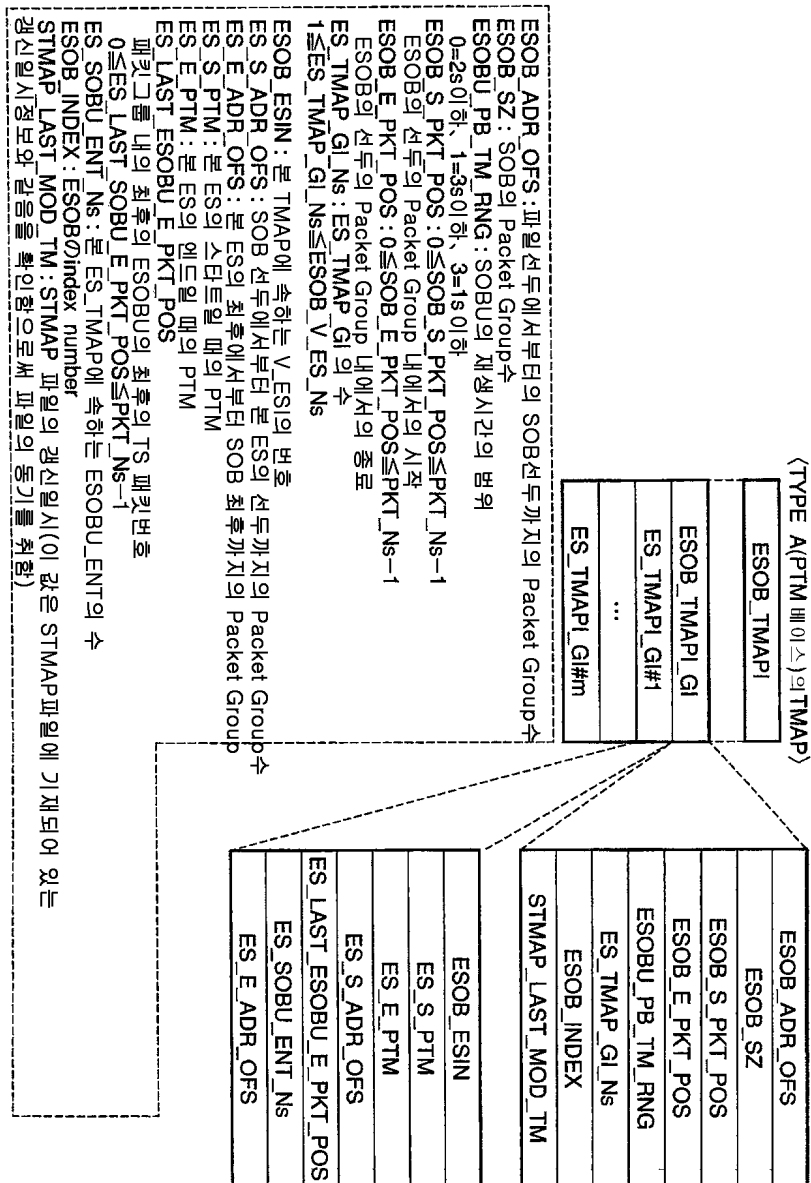 〈TYPE A(PTM 베이스)의TMAP〉
ESOB_TMAPI
ESOB_TMAPI_GI
ES_TMAPI_GI#1
...
ES_TMAPI_GI#m
ESOB_ADR_OFS
ESOB_SZ
ESOB_S_PKT_POS
ESOB_E_PKT_POS
ESOBU_PB_TM_RNG
ES_TMAP_GI_Ns
ESOB_INDEX
STMAP_LAST_MOD_TM
ESOB_ESIN
ES_S_PTM
ES_E_PTM
ES_S_ADR_OFS
ES_LAST_ESOBU_E_PKT_POS
ES_SOBU_ENT_Ns
ES_E_ADR_OFS
ESOB_ADR_OFS : 파일선두에서부터의 SOB선두까지의 Packet Group수
ESOB_SZ : SOB의 Packet Group수
ESOBU_PB_TM_RNG : SOBU의 재생시간의 범위
0=2s이하、1=3s이하、3=1s이하
ESOB_S_PKT_POS : 0≦SOB_S_PKT_POS≦PKT_Ns−1
ESOB의 선두의 Packet Group 내에서의 시작
ESOB_E_PKT_POS : 0≦SOB_E_PKT_POS≦PKT_Ns−1
ESOB의 선두의 Packet Group 내에서의 종료
ES_TMAP_GI_Ns : ES_TMAP_GI 의 수
1≦ES_TMAP_GI_Ns≦ESOB_V_ES_Ns
ESOB_ESIN : 본 TMAP에 속하는 V_ESI의 번호
ES_S_ADR_OFS : SOB 선두에서부터 본 ES의 선두까지의 Packet Group수
ES_E_ADR_OFS : 본 ES의 최후에서부터 SOB 최후까지의 Packet Group
ES_S_PTM : 본 ES의 스타트일 때의 PTM
ES_E_PTM : 본 ES의 엔드일 때의 PTM
ES_LAST_ESOBU_E_PKT_POS
패킷그룹 내의 최후의 ESOBU의 최후의 TS 패킷번호
0≦ES_LAST_SOBU_E_PKT_POS≦PKT_Ns−1
ES_SOBU_ENT_Ns : 본 ES_TMAP에 속하는 ESOBU_ENT의 수
ESOB_INDEX : ESOBのindex number
STMAP_LAST_MOD_TM : STMAP 파일의 갱신일시(이 값은 STMAP파일에 기재되어 있는
갱신일시정보와 같음을 확인함으로써 파일의 동기를 취함)